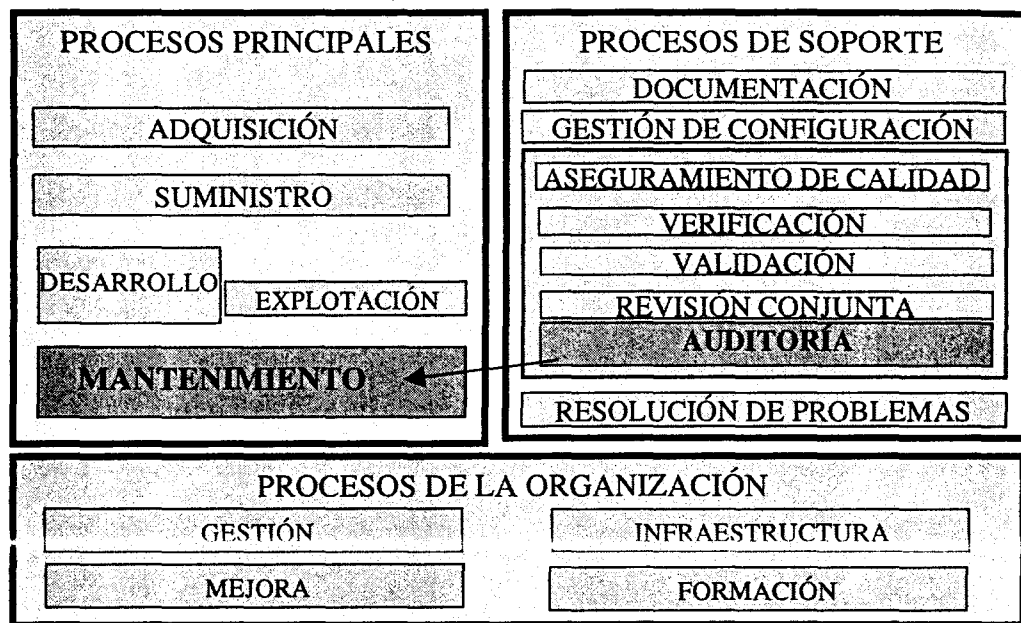 PROCESOS PRINCIPALES
ADQUISICIÓN
SUMINISTRO
DESARROLLO
EXPLOTACIÓN
MANTENIMIENTO
PROCESOS DE SOPORTE
DOCUMENTACIÓN
GESTIÓN DE CONFIGURACIÓN
ASEGURAMIENTO DE CALIDAD
VERIFICACIÓN
VALIDACIÓN
REVISIÓN CONJUNTA
AUDITORÍA
RESOLUCIÓN DE PROBLEMAS
PROCESOS DE LA ORGANIZACIÓN
GESTIÓN
INFRAESTRUCTURA
MEJORA
FORMACIÓN